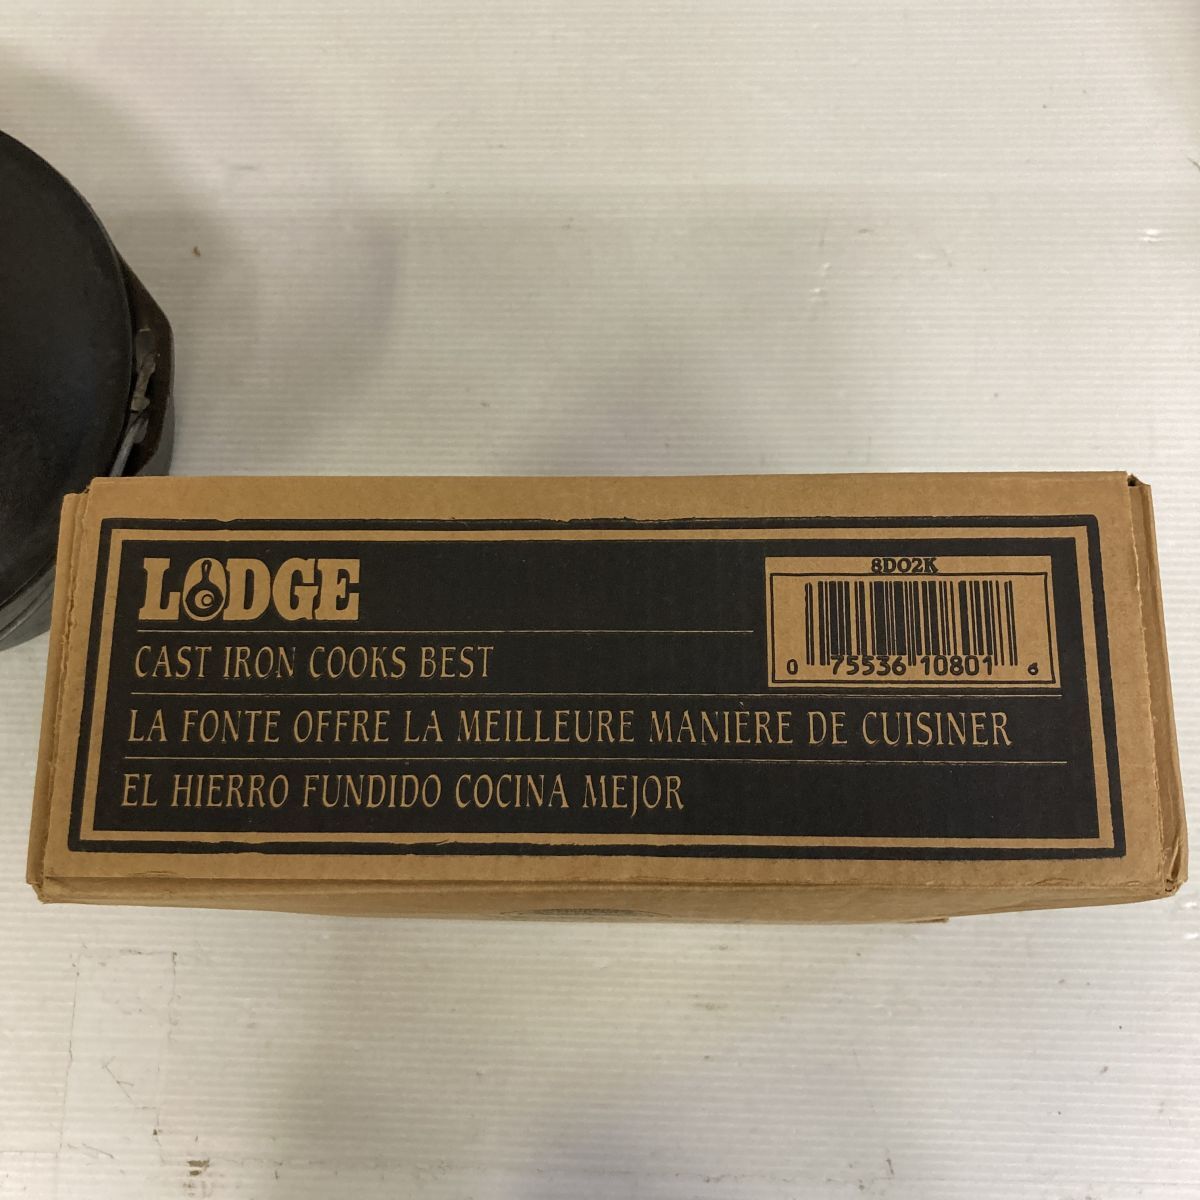 LODGE
8DO2K
0 75536 10801 6
CAST IRON COOKS BEST
LA FONTE OFFRE LA MEILLEURE MANIÈRE DE CUISINER
EL HIERRO FUNDIDO COCINA MEJOR